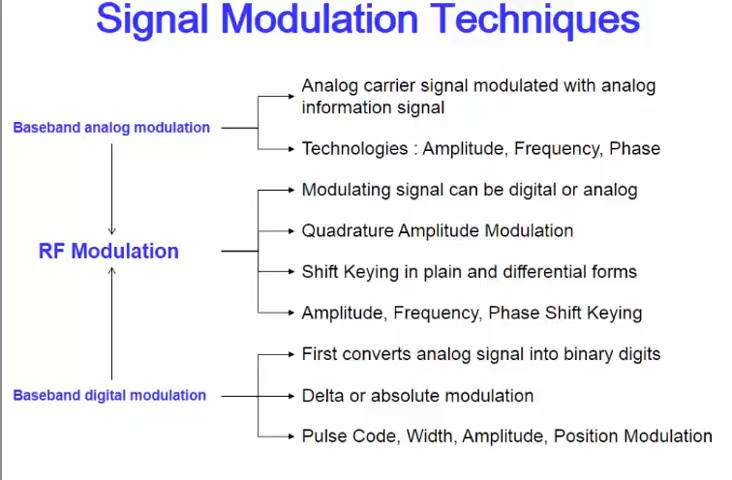 Signal Modulation Techniques
Analog carrier signal modulated with analog
information signal
Baseband analog modulation
Technologies : Amplitude, Frequency, Phase
Modulating signal can be digital or analog
Quadrature Amplitude Modulation
RF Modulation
Shift Keying in plain and differential forms
Amplitude, Frequency, Phase Shift Keying
First converts analog signal into binary digits
Baseband digital modulation
Delta or absolute modulation
Pulse Code, Width, Amplitude, Position Modulation